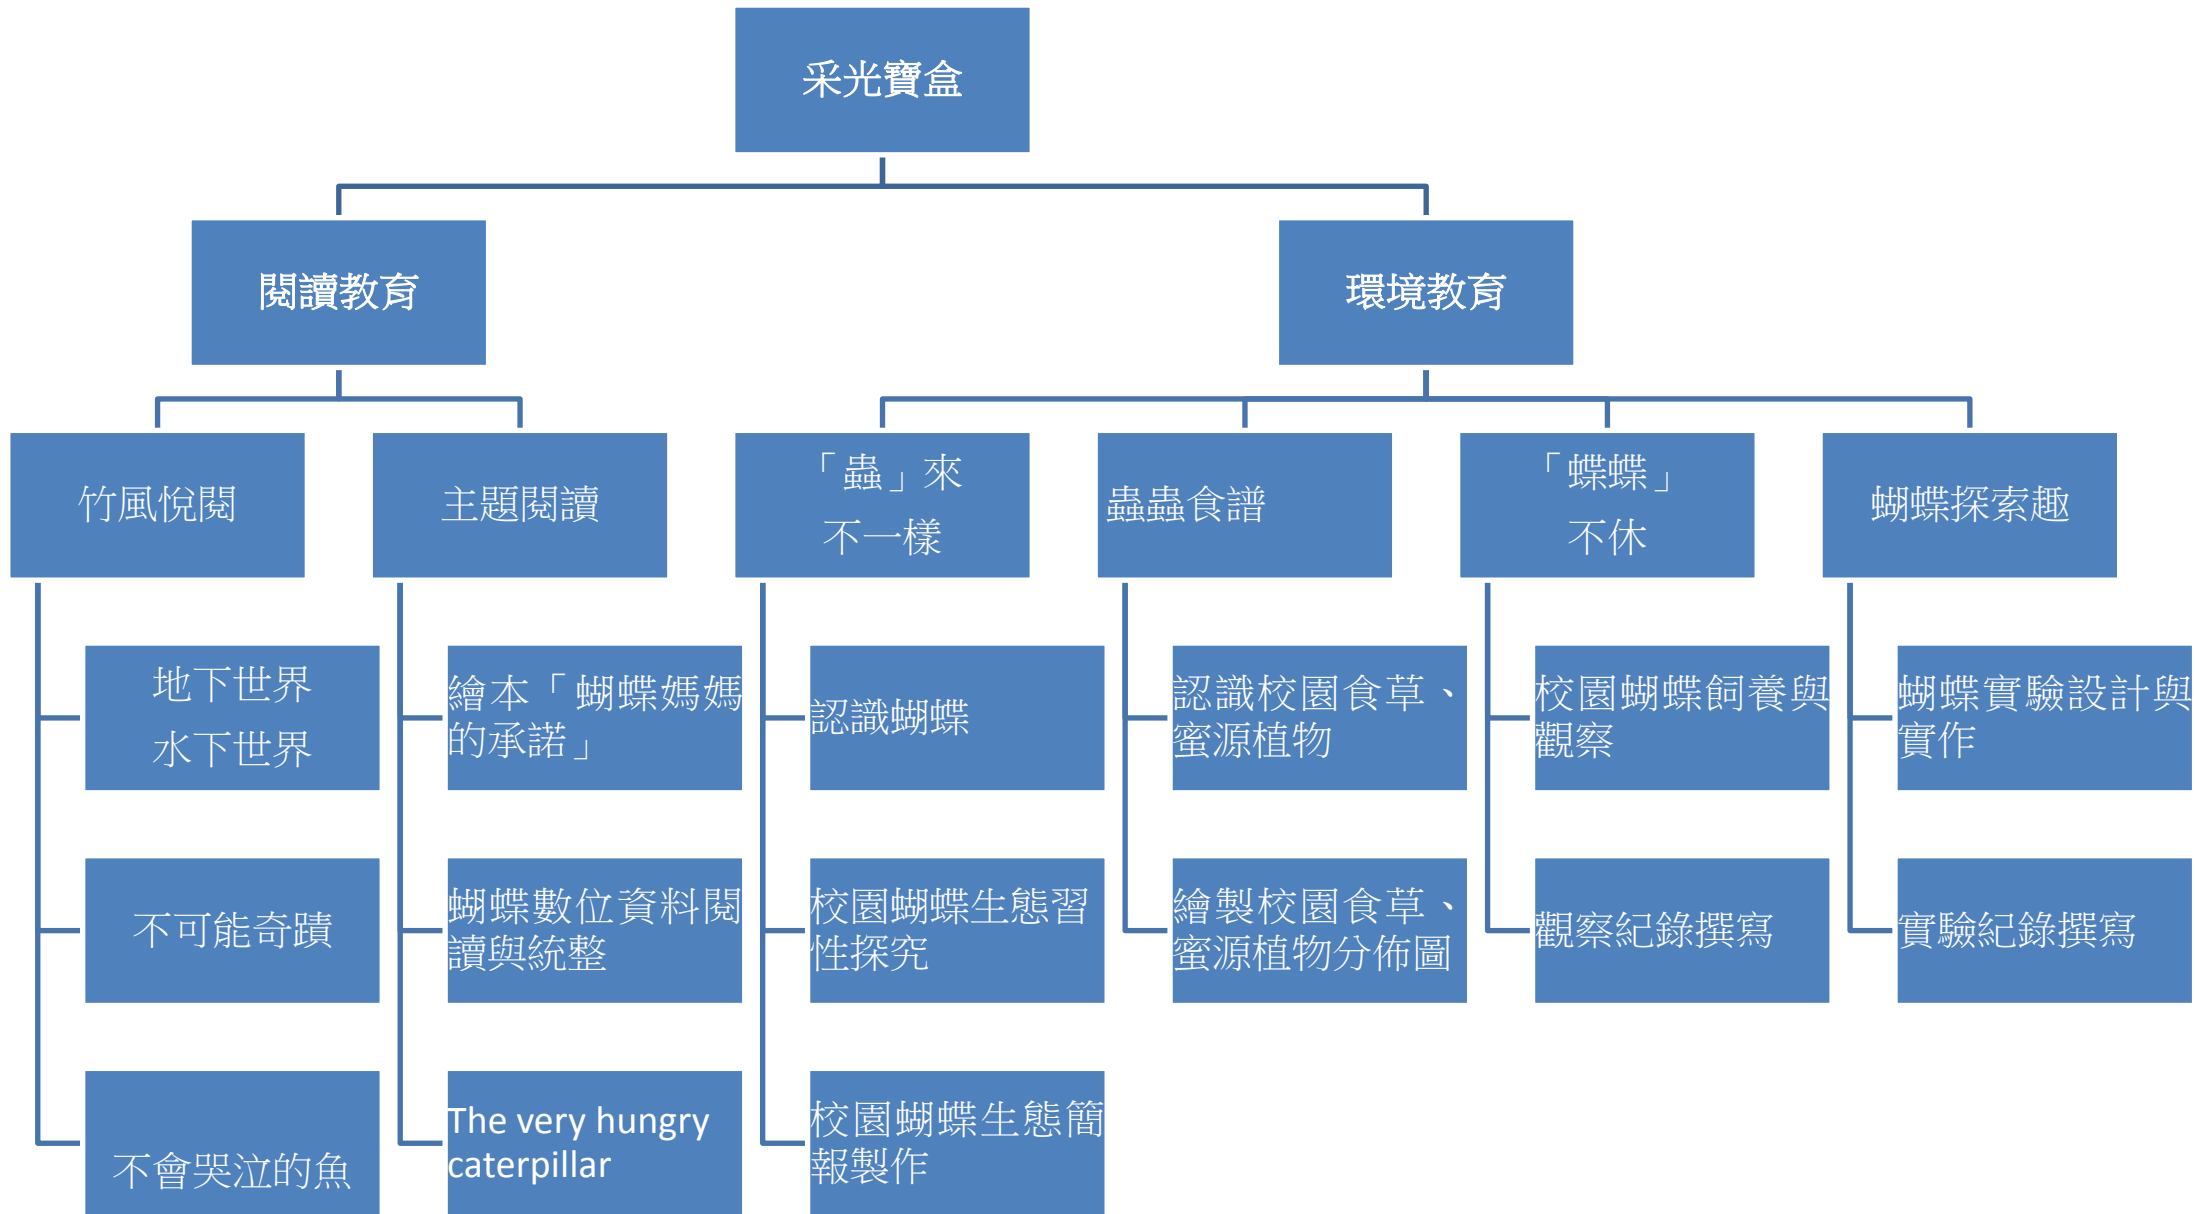 采光寶盒
閱讀教育
環境教育
竹風悅閱
主題閱讀
「蟲」來
不一樣
蟲蟲食譜
「蝶蝶」
不休
蝴蝶探索趣
地下世界
水下世界
繪本「蝴蝶媽媽
的承諾」
認識蝴蝶
認識校園食草、
蜜源植物
校園蝴蝶飼養與
觀察
蝴蝶實驗設計與
實作
不可能奇蹟
蝴蝶數位資料閱
讀與統整
校園蝴蝶生態習
性探究
繪製校園食草、
蜜源植物分佈圖
觀察紀錄撰寫
實驗紀錄撰寫
不會哭泣的魚
The very hungry
caterpillar
校園蝴蝶生態簡
報製作